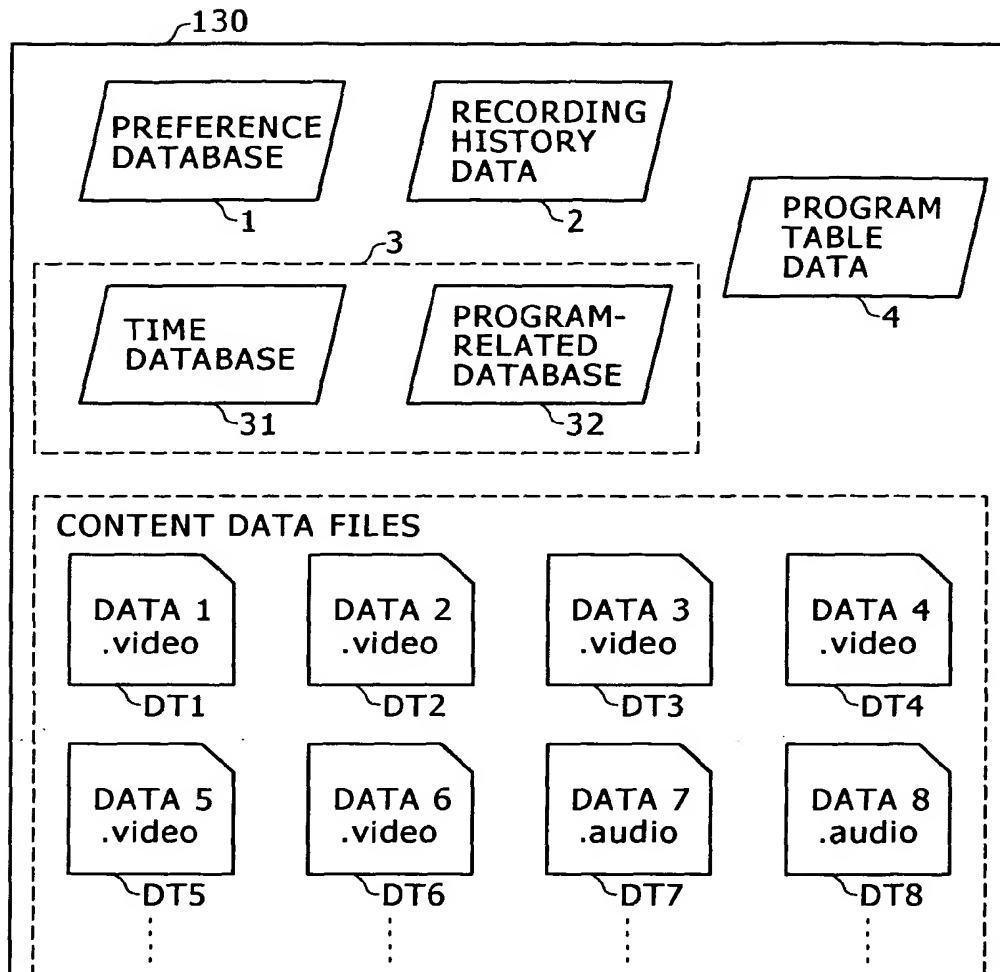 130
PREFERENCE
DATABASE
1
RECORDING
HISTORY
DATA
2
PROGRAM
TABLE
DATA
4
3
TIME
DATABASE
31
PROGRAM-
RELATED
DATABASE
32
CONTENT DATA FILES
DATA 1
.video
DT1
DATA 2
.video
DT2
DATA 3
.video
DT3
DATA 4
.video
DT4
DATA 5
.video
DT5
DATA 6
.video
DT6
DATA 7
.audio
DT7
DATA 8
.audio
DT8